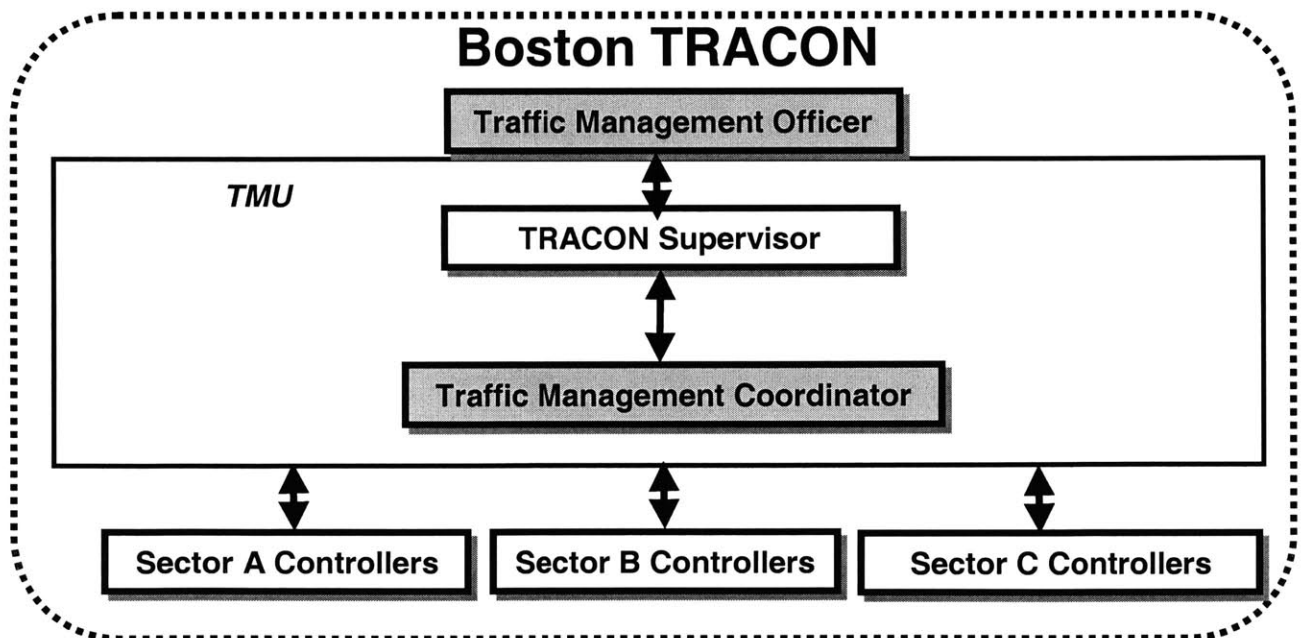 Boston TRACON
Traffic Management Officer
TMU
TRACON Supervisor
Traffic Management Coordinator
Sector A Controllers
Sector B Controllers
Sector C Controllers